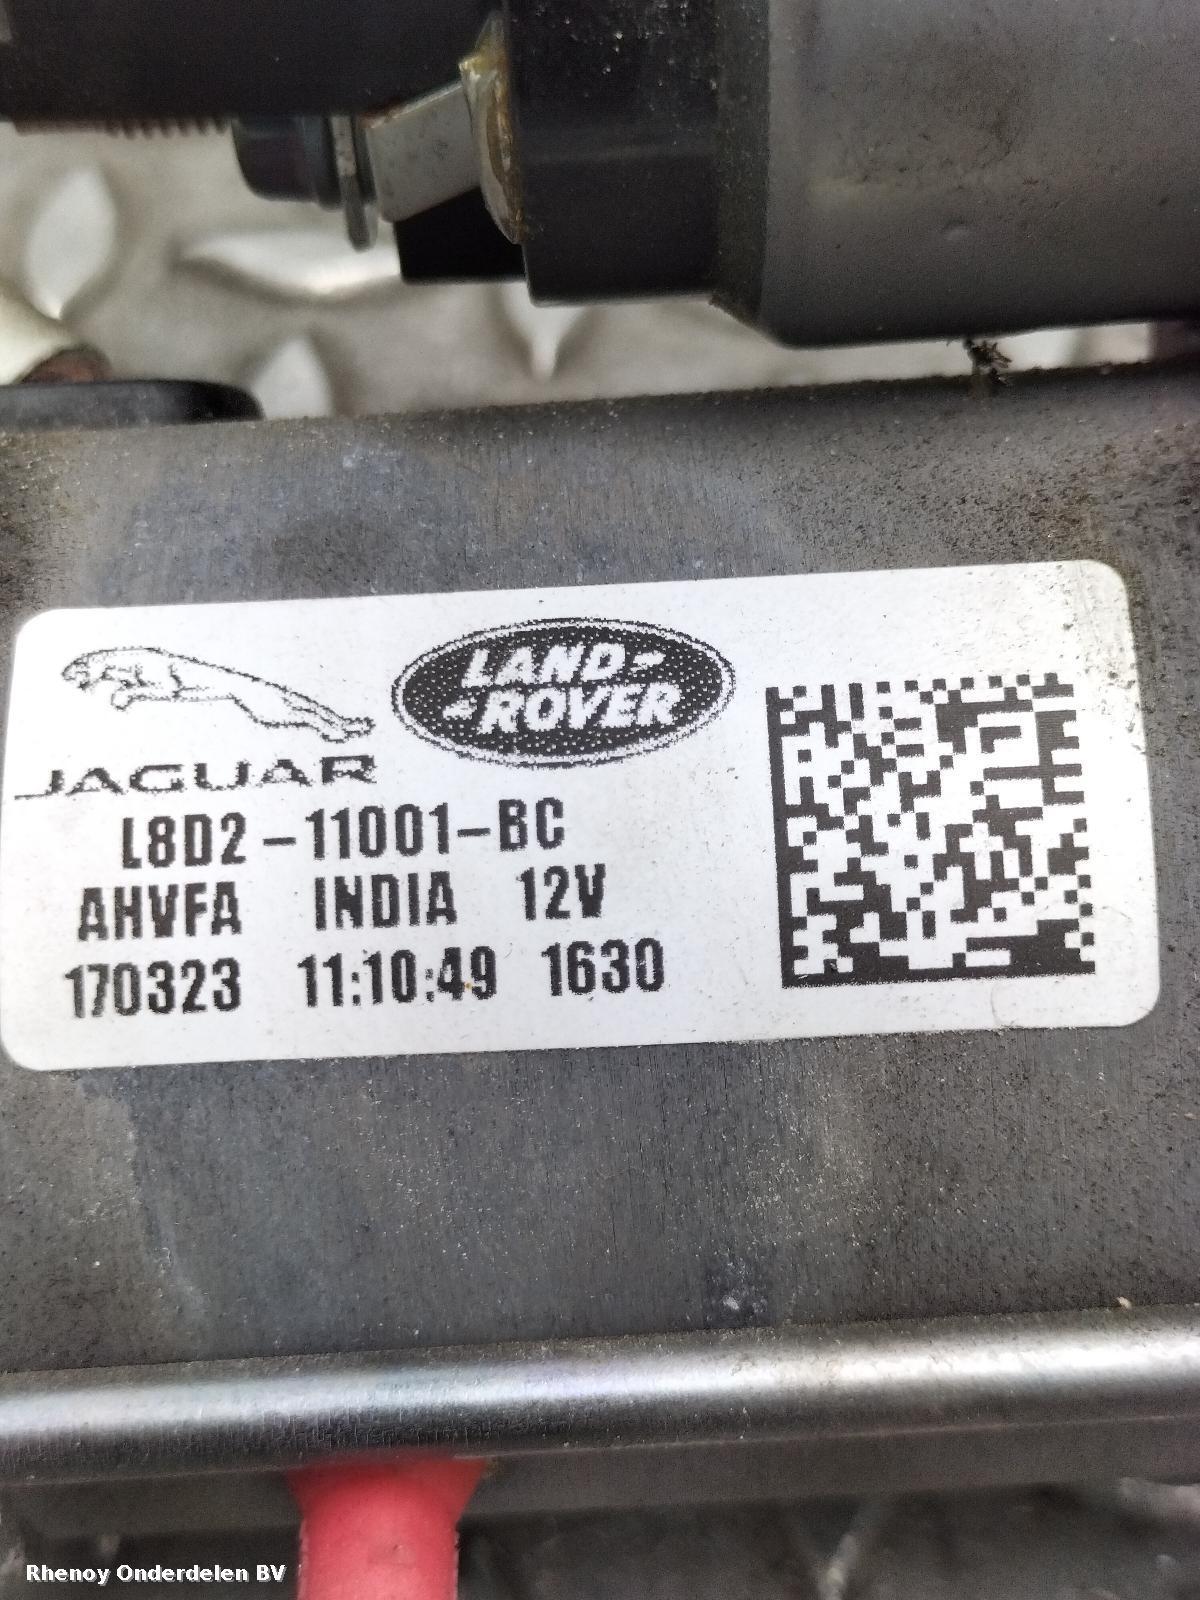 LAND-
-ROVER
JAGUAR
L8D2-11001-BC
AHVFA INDIA 12V
170323 11:10:49 1630
Rhenoy Onderdelen BV